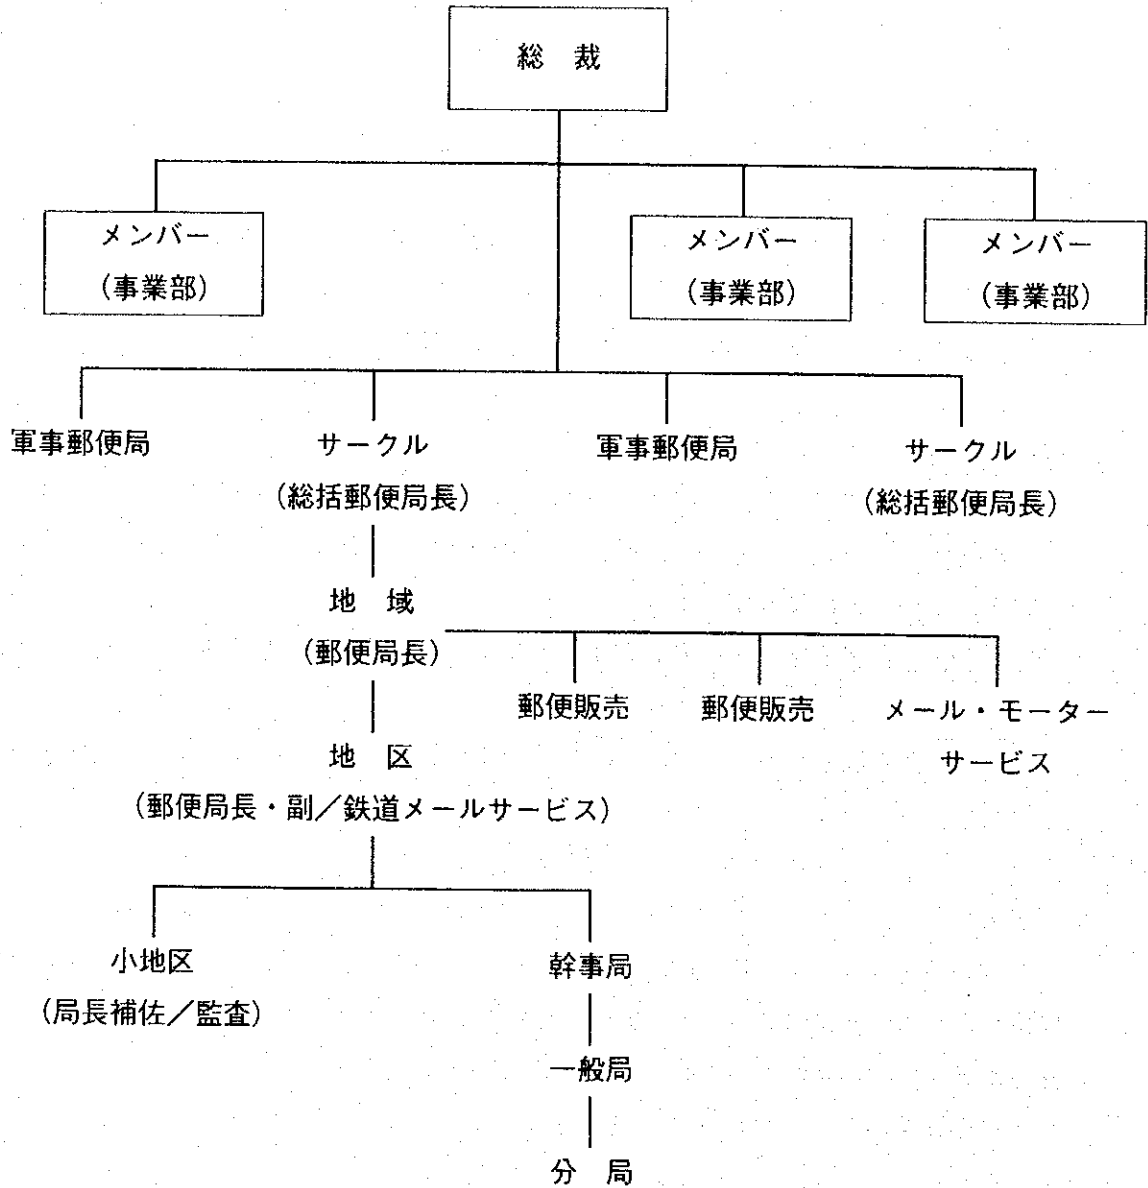 総　裁
メンバー
(事業部)
メンバー
(事業部)
メンバー
(事業部)
軍事郵便局
サークル
(総括郵便局長)
軍事郵便局
サークル
(総括郵便局長)
地　域
(郵便局長)
郵便販売
郵便販売
メール・モーター
サービス
地　区
(郵便局長・副／鉄道メールサービス)
小地区
(局長補佐／監査)
幹事局
一般局
分　局